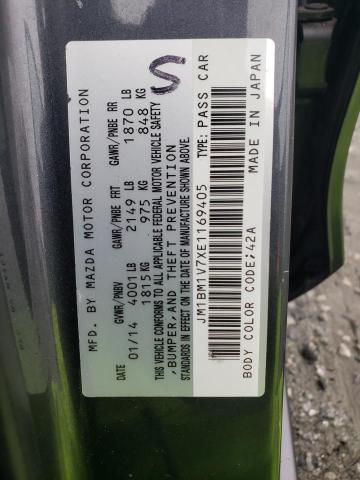 MFD. BY MAZDA MOTOR CORPORATION
GVWR/PNBV GAWR/PNBE FRT GAWR/PNBE RR
01/14 4001 LB 2149 LB 1870 LB
1815 KG 975 KG 848 KG
THIS VEHICLE CONFORMS TO ALL APPLICABLE FEDERAL MOTOR VEHICLE SAFETY
,BUMPER,AND THEFT PREVENTION
STANDARDS IN EFFECT ON THE DATE OF MANUFACTURE SHOWN ABOVE.
JM1BM1V7XE1169405 TYPE: PASS CAR
BODY COLOR CODE;42A MADE IN JAPAN
S